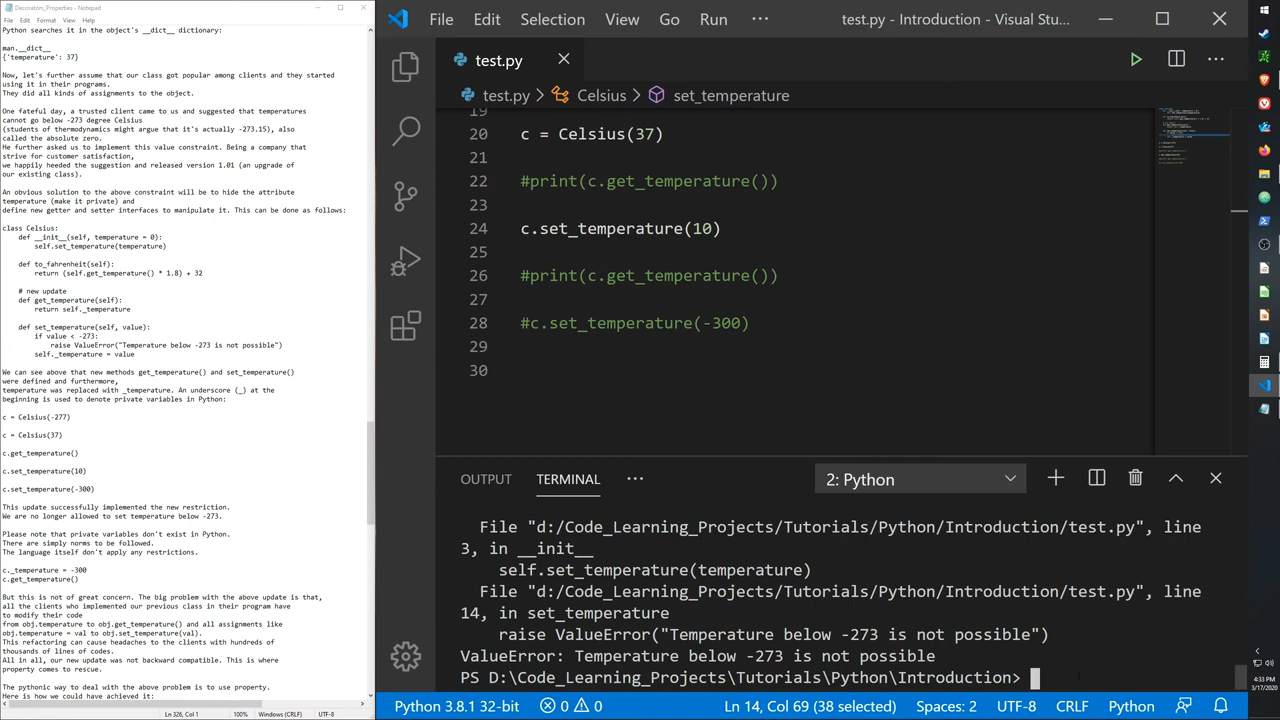 Decorators_Properties - Notepad
File Edit Format View Help
Python searches it in the object's __dict__ dictionary:
man.__dict__
{'temperature': 37}
Now, let's further assume that our class got popular among clients and they started
using it in their programs.
They did all kinds of assignments to the object.
One fateful day, a trusted client came to us and suggested that temperatures
cannot go below -273 degree Celsius
(students of thermodynamics might argue that it's actually -273.15), also
called the absolute zero.
He further asked us to implement this value constraint. Being a company that
strive for customer satisfaction,
we happily heeded the suggestion and released version 1.01 (an upgrade of
our existing class).
An obvious solution to the above constraint will be to hide the attribute
temperature (make it private) and
define new getter and setter interfaces to manipulate it. This can be done as follows:
class Celsius:
def __init__(self, temperature = 0):
self.set_temperature(temperature)
def to_fahrenheit(self):
return (self.get_temperature() * 1.8) + 32
# new update
def get_temperature(self):
return self._temperature
def set_temperature(self, value):
if value < -273:
raise ValueError("Temperature below -273 is not possible")
self._temperature = value
We can see above that new methods get_temperature() and set_temperature()
were defined and furthermore,
temperature was replaced with _temperature. An underscore (_) at the
beginning is used to denote private variables in Python:
c = Celsius(-277)
c = Celsius(37)
c.get_temperature()
c.set_temperature(10)
c.set_temperature(-300)
This update successfully implemented the new restriction.
We are no longer allowed to set temperature below -273.
Please note that private variables don't exist in Python.
There are simply norms to be followed.
The language itself don't apply any restrictions.
c._temperature = -300
c.get_temperature()
But this is not of great concern. The big problem with the above update is that,
all the clients who implemented our previous class in their program have
to modify their code
from obj.temperature to obj.get_temperature() and all assignments like
obj.temperature = val to obj.set_temperature(val).
This refactoring can cause headaches to the clients with hundreds of
thousands of lines of codes.
All in all, our new update was not backward compatible. This is where
property comes to rescue.
The pythonic way to deal with the above problem is to use property.
Here is how we could have achieved it:
Ln 326, Col 1 100% Windows (CRLF) UTF-8
File Edit Selection View Go Run ··· test.py - Introduction - Visual Stu...
test.py
test.py > Celsius > set_temperature
19
20 c = Celsius(37)
21
22 #print(c.get_temperature())
23
24 c.set_temperature(10)
25
26 #print(c.get_temperature())
27
28 #c.set_temperature(-300)
29
30
OUTPUT TERMINAL ··· 2: Python
File "d:/Code_Learning_Projects/Tutorials/Python/Introduction/test.py", line
3, in __init__
self.set_temperature(temperature)
File "d:/Code_Learning_Projects/Tutorials/Python/Introduction/test.py", line
14, in set_temperature
raise ValueError("Temperature below -273 is not possible")
ValueError: Temperature below -273 is not possible
PS D:\Code_Learning_Projects\Tutorials\Python\Introduction>
Python 3.8.1 32-bit 0 0 Ln 14, Col 69 (38 selected) Spaces: 2 UTF-8 CRLF Python
4:33 PM
3/17/2020